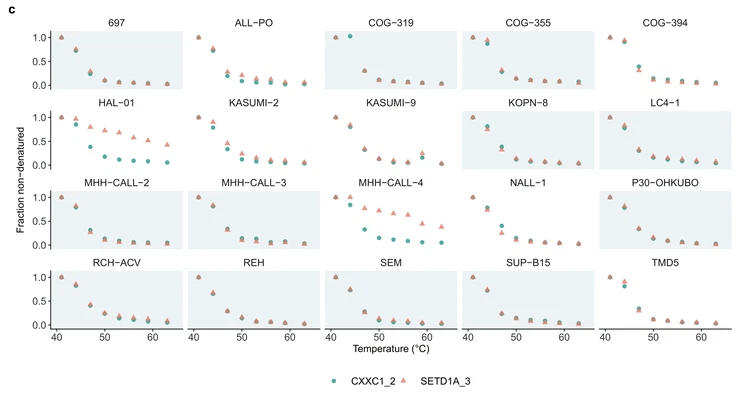 c
697 ALL−PO COG−319 COG−355 COG−394
1.0
0.5
0.0
HAL−01 KASUMI−2 KASUMI−9 KOPN−8 LC4−1
1.0
0.5
0.0
MHH−CALL−2 MHH−CALL−3 MHH−CALL−4 NALL−1 P30−OHKUBO
1.0
0.5
0.0
RCH−ACV REH SEM SUP−B15 TMD5
1.0
0.5
0.0
Fraction non−denatured
40 50 60 40 50 60 40 50 60 40 50 60 40 50 60
Temperature (°C)
CXXC1_2 SETD1A_3